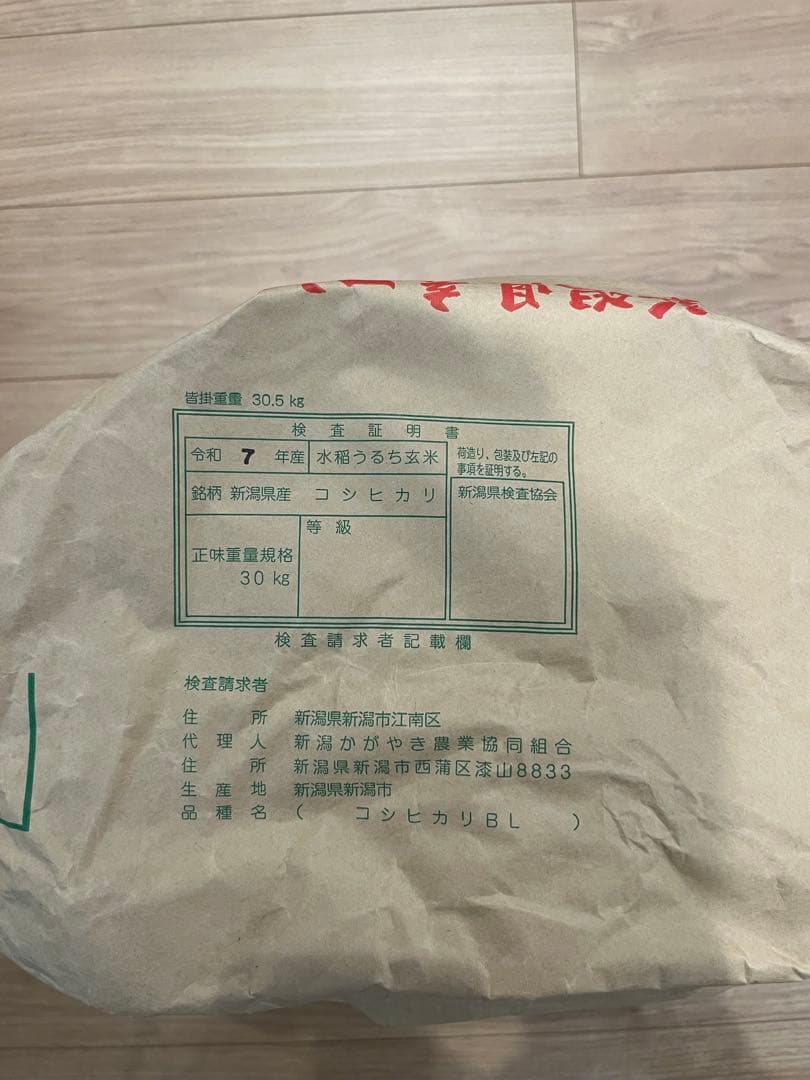 皆掛重量 30.5 kg
検査証明書
令和 7 年産 水稲うるち玄米
荷造り、包装及び左記の
事項を証明する。
銘柄 新潟県産 コシヒカリ
新潟県検査協会
等級
正味重量規格
30 kg
検査請求者記載欄
検査請求者
住所 新潟県新潟市江南区
代理人 新潟かがやき農業協同組合
住所 新潟県新潟市西蒲区漆山8833
生産地 新潟県新潟市
品種名 ( コシヒカリBL )